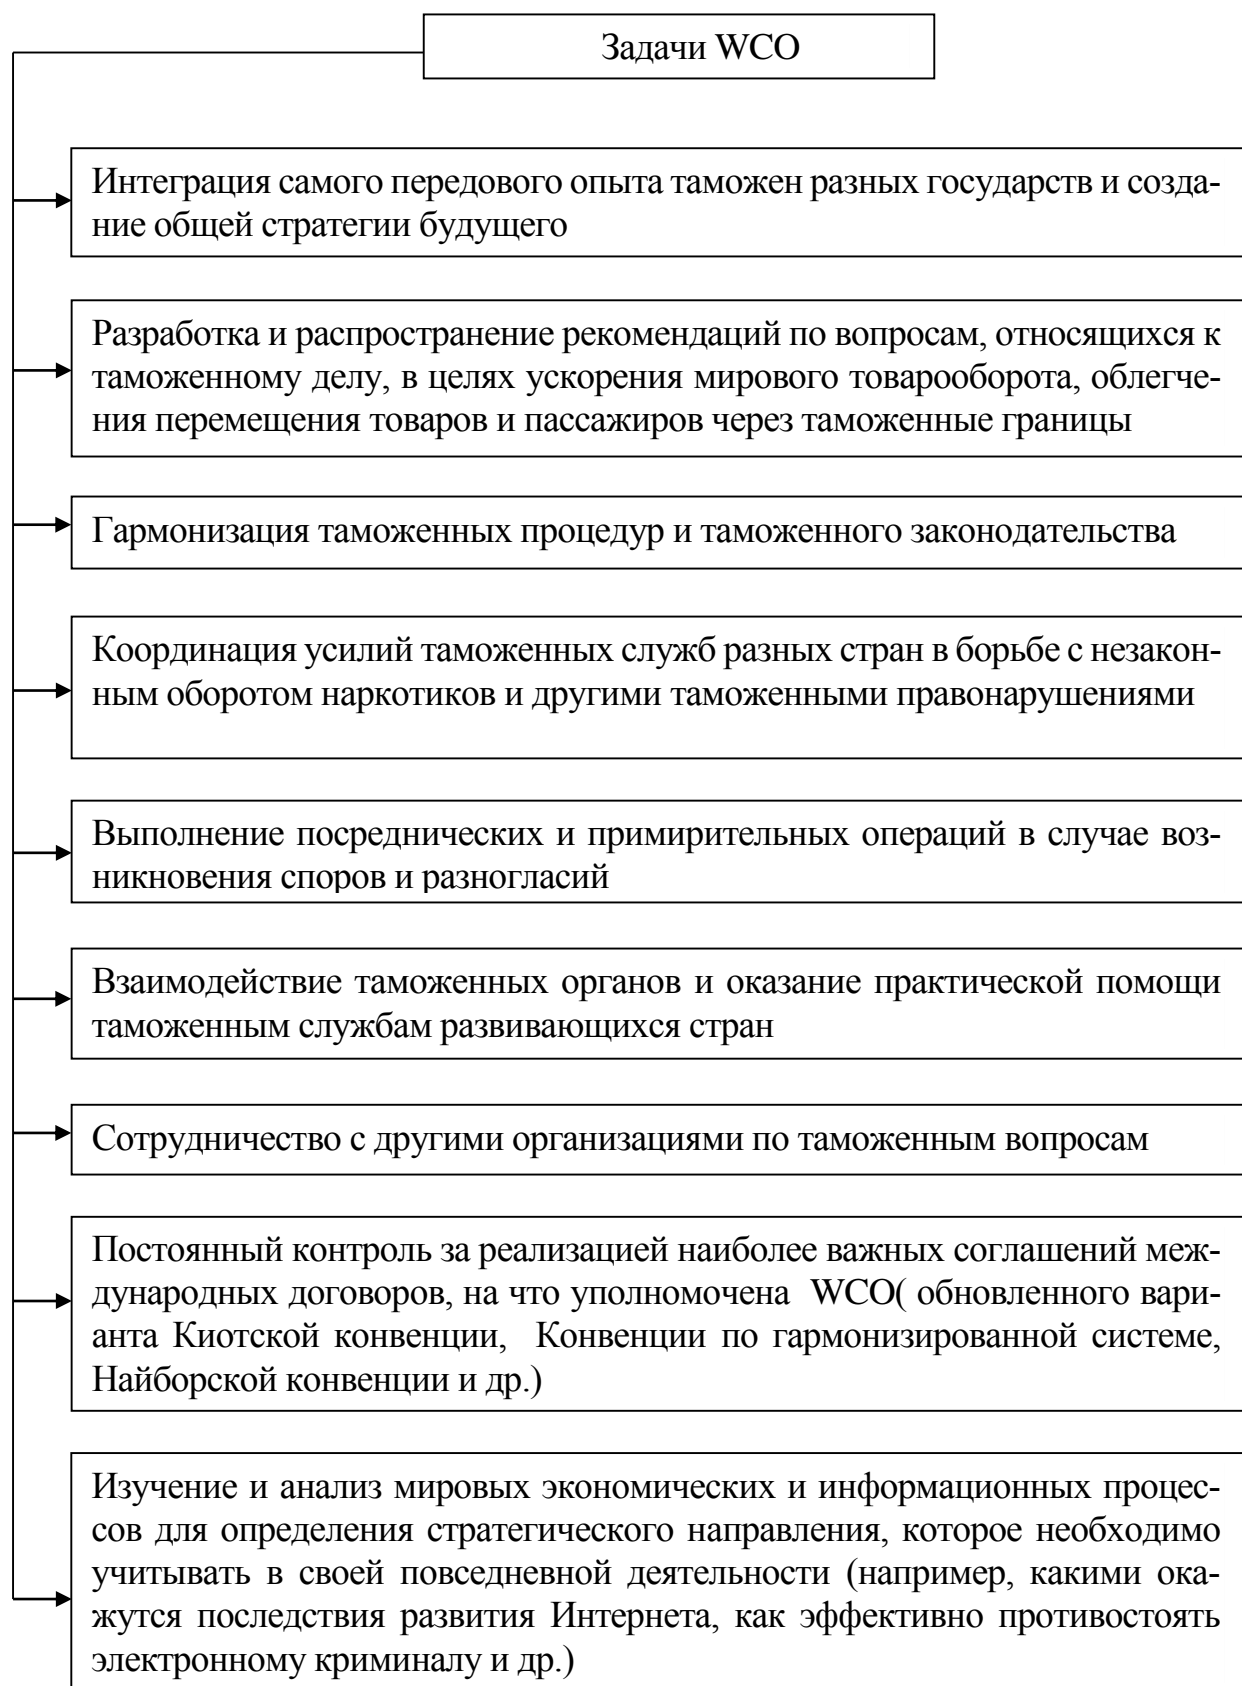 Задачи WCO
Интеграция самого передового опыта таможен разных государств и созда-
ние общей стратегии будущего
Разработка и распространение рекомендаций по вопросам, относящихся к
таможенному делу, в целях ускорения мирового товарооборота, облегче-
ния перемещения товаров и пассажиров через таможенные границы
Гармонизация таможенных процедур и таможенного законодательства
Координация усилий таможенных служб разных стран в борьбе с незакон-
ным оборотом наркотиков и другими таможенными правонарушениями
Выполнение посреднических и примирительных операций в случае воз-
никновения споров и разногласий
Взаимодействие таможенных органов и оказание практической помощи
таможенным службам развивающихся стран
Сотрудничество с другими организациями по таможенным вопросам
Постоянный контроль за реализацией наиболее важных соглашений меж-
дународных договоров, на что уполномочена WCO( обновленного вари-
анта Киотской конвенции, Конвенции по гармонизированной системе,
Найборской конвенции и др.)
Изучение и анализ мировых экономических и информационных процес-
сов для определения стратегического направления, которое необходимо
учитывать в своей повседневной деятельности (например, какими ока-
жутся последствия развития Интернета, как эффективно противостоять
электронному криминалу и др.)